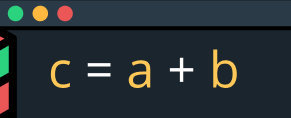 c = a + b